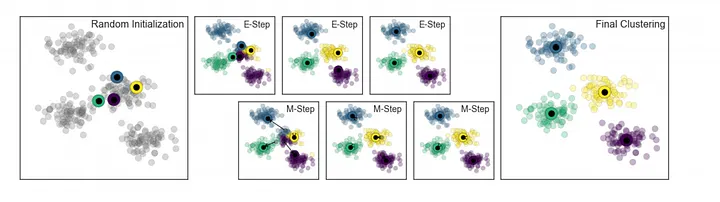 Random Initialization
E-Step
E-Step
E-Step
Final Clustering
M-Step
M-Step
M-Step